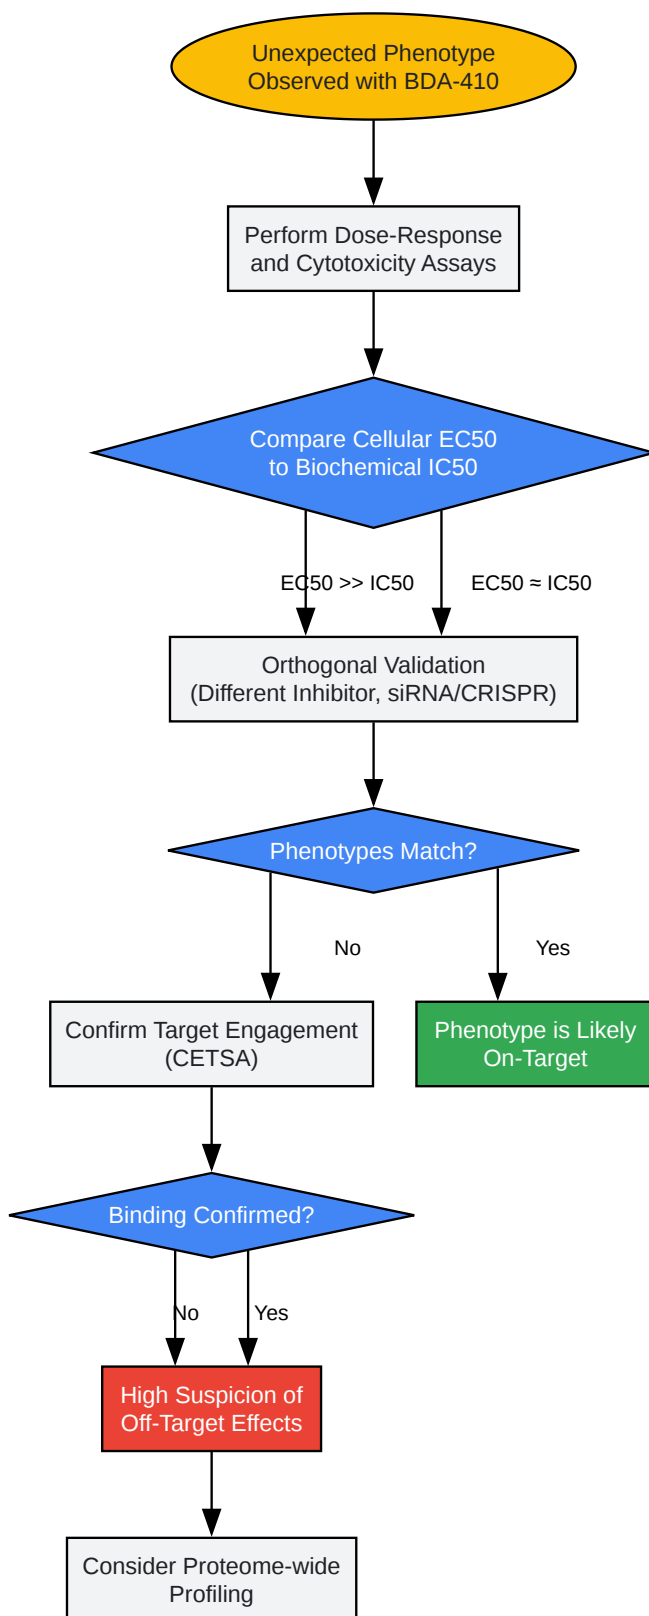 Unexpected Phenotype
Observed with BDA-410
Perform Dose-Response
and Cytotoxicity Assays
Compare Cellular EC50
to Biochemical IC50
EC50 >> IC50
EC50 ≈ IC50
Orthogonal Validation
(Different Inhibitor, siRNA/CRISPR)
Phenotypes Match?
No
Yes
Confirm Target Engagement
(CETSA)
Phenotype is Likely
On-Target
Binding Confirmed?
No
Yes
High Suspicion of
Off-Target Effects
Consider Proteome-wide
Profiling